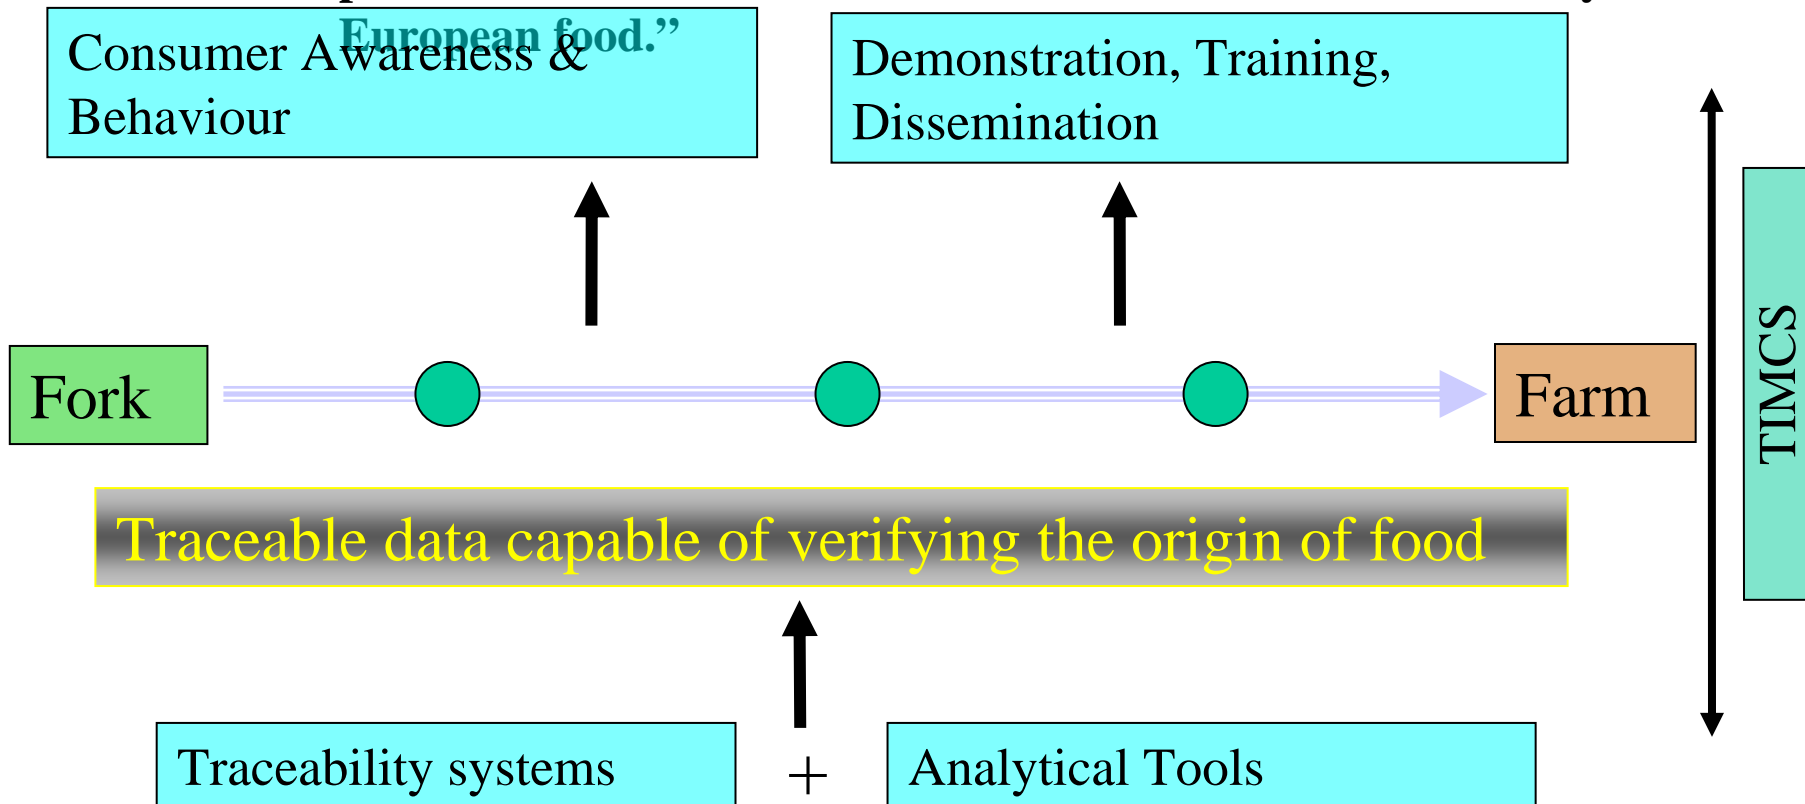 European food.”
Consumer Awareness &
Behaviour
Demonstration, Training,
Dissemination
Fork
Farm
TIMCS
Traceable data capable of verifying the origin of food
Traceability systems
+
Analytical Tools